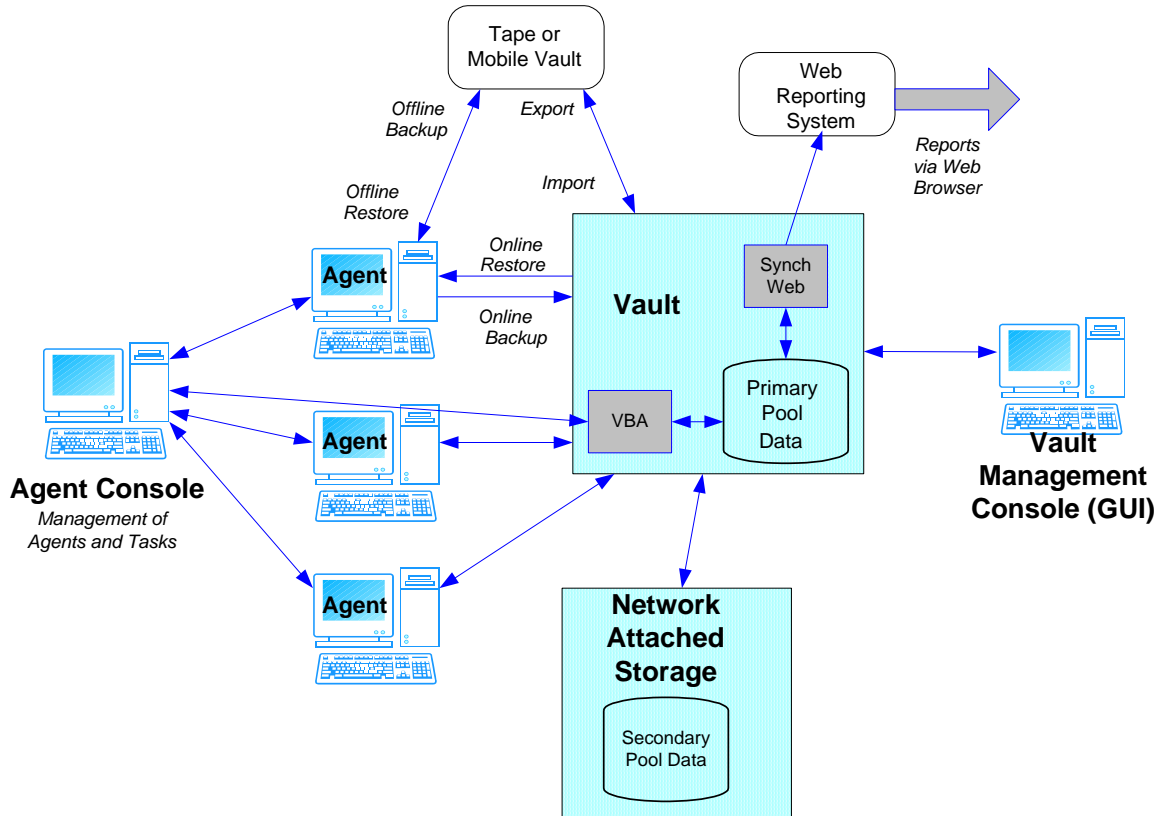 Tape or
Mobile Vault
Web
Reporting
System
Offline
Backup
Export
Reports
via Web
Browser
Offline
Restore
Import
Agent
Online
Restore
Online
Backup
Vault
Synch
Web
Primary
Pool
Data
VBA
Agent
Agent Console
Management of
Agents and Tasks
Vault
Management
Console (GUI)
Agent
Network
Attached
Storage
Secondary
Pool Data